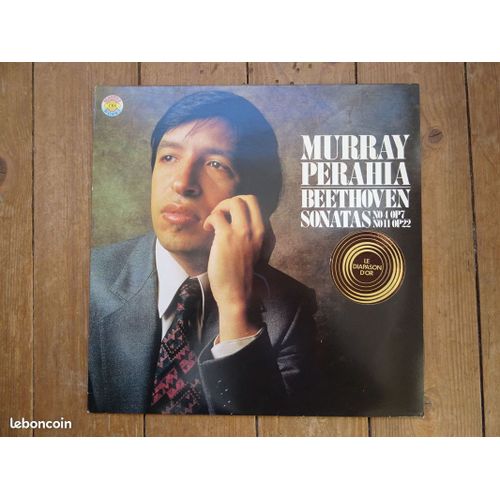 MURRAY
PERAHIA
BEETHOVEN
SONATAS NO 4 OP7
NO 11 OP22
LE
DIAPASON
D'OR
leboncoin